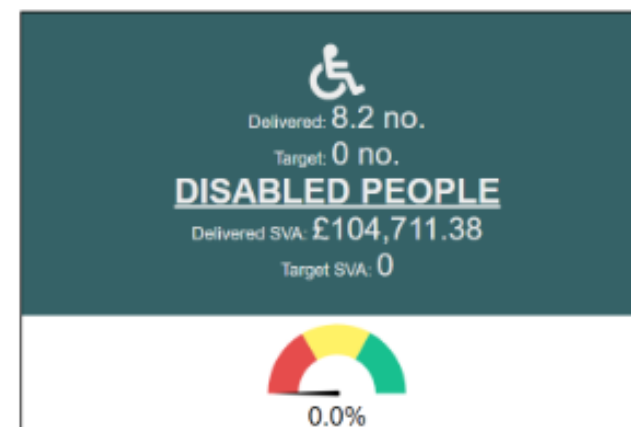 Delivered: 8.2 no.
Target: 0 no.
DISABLED PEOPLE
Delivered SVA: £104,711.38
Target SVA: 0
0.0%